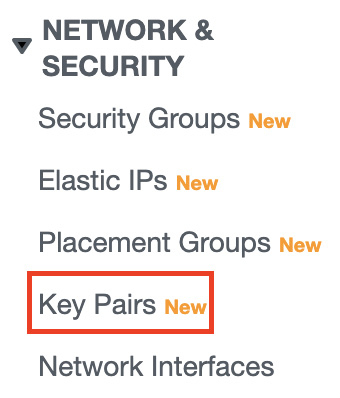 NETWORK &
SECURITY
Security Groups New
Elastic IPs New
Placement Groups New
Key Pairs New
Network Interfaces